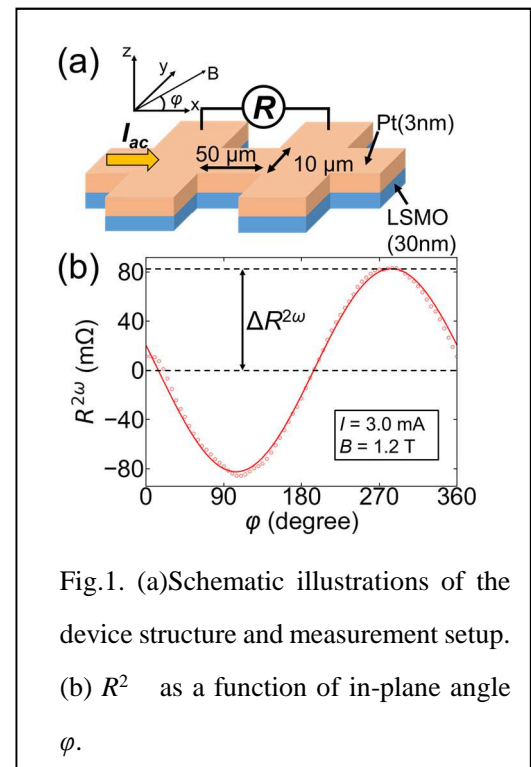 (a)
z
y
B
φ
x
R
I_ac
50 μm
10 μm
Pt(3nm)
LSMO
(30nm)
(b)
80
40
0
−40
−80
R^{2ω} (mΩ)
ΔR^{2ω}
I = 3.0 mA
B = 1.2 T
0 90 180 270 360
φ (degree)
Fig.1. (a)Schematic illustrations of the
device structure and measurement setup.
(b) R² as a function of in-plane angle
φ.